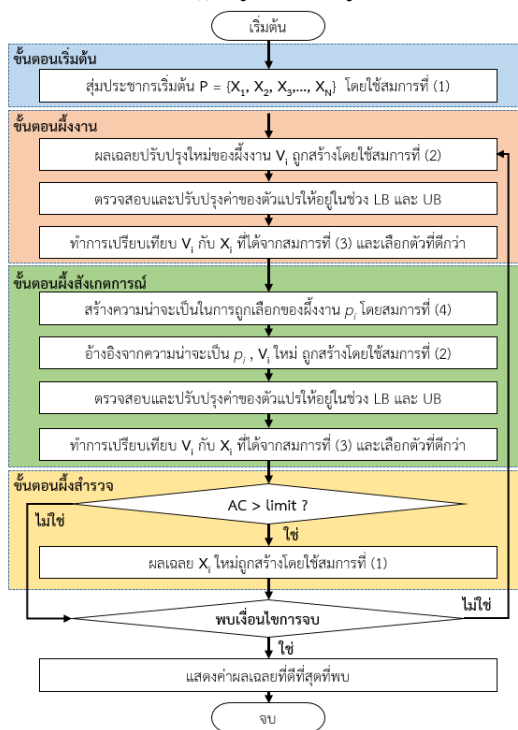 เริ่มต้น
ขั้นตอนเริ่มต้น
สุ่มประชากรเริ่มต้น P = {X₁, X₂, X₃,..., X_N} โดยใช้สมการที่ (1)
ขั้นตอนผึ้งงาน
ผลเฉลยปรับปรุงใหม่ของผึ้งงาน Vᵢ ถูกสร้างโดยใช้สมการที่ (2)
ตรวจสอบและปรับปรุงค่าของตัวแปรให้อยู่ในช่วง LB และ UB
ทำการเปรียบเทียบ Vᵢ กับ Xᵢ ที่ได้จากสมการที่ (3) และเลือกตัวที่ดีกว่า
ขั้นตอนผึ้งสังเกตการณ์
สร้างความน่าจะเป็นในการถูกเลือกของผึ้งงาน pᵢ โดยสมการที่ (4)
อ้างอิงจากความน่าจะเป็น pᵢ , Vᵢ ใหม่ ถูกสร้างโดยใช้สมการที่ (2)
ตรวจสอบและปรับปรุงค่าของตัวแปรให้อยู่ในช่วง LB และ UB
ทำการเปรียบเทียบ Vᵢ กับ Xᵢ ที่ได้จากสมการที่ (3) และเลือกตัวที่ดีกว่า
ขั้นตอนผึ้งสำรวจ
AC > limit ?
ไม่ใช่
ใช่
ผลเฉลย Xᵢ ใหม่ถูกสร้างโดยใช้สมการที่ (1)
พบเงื่อนไขการจบ
ไม่ใช่
ใช่
แสดงค่าผลเฉลยที่ดีที่สุดที่พบ
จบ